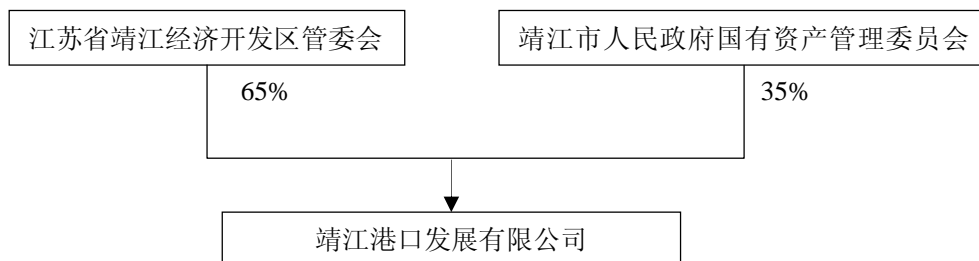 江苏省靖江经济开发区管委会
靖江市人民政府国有资产管理委员会
65%
35%
靖江港口发展有限公司